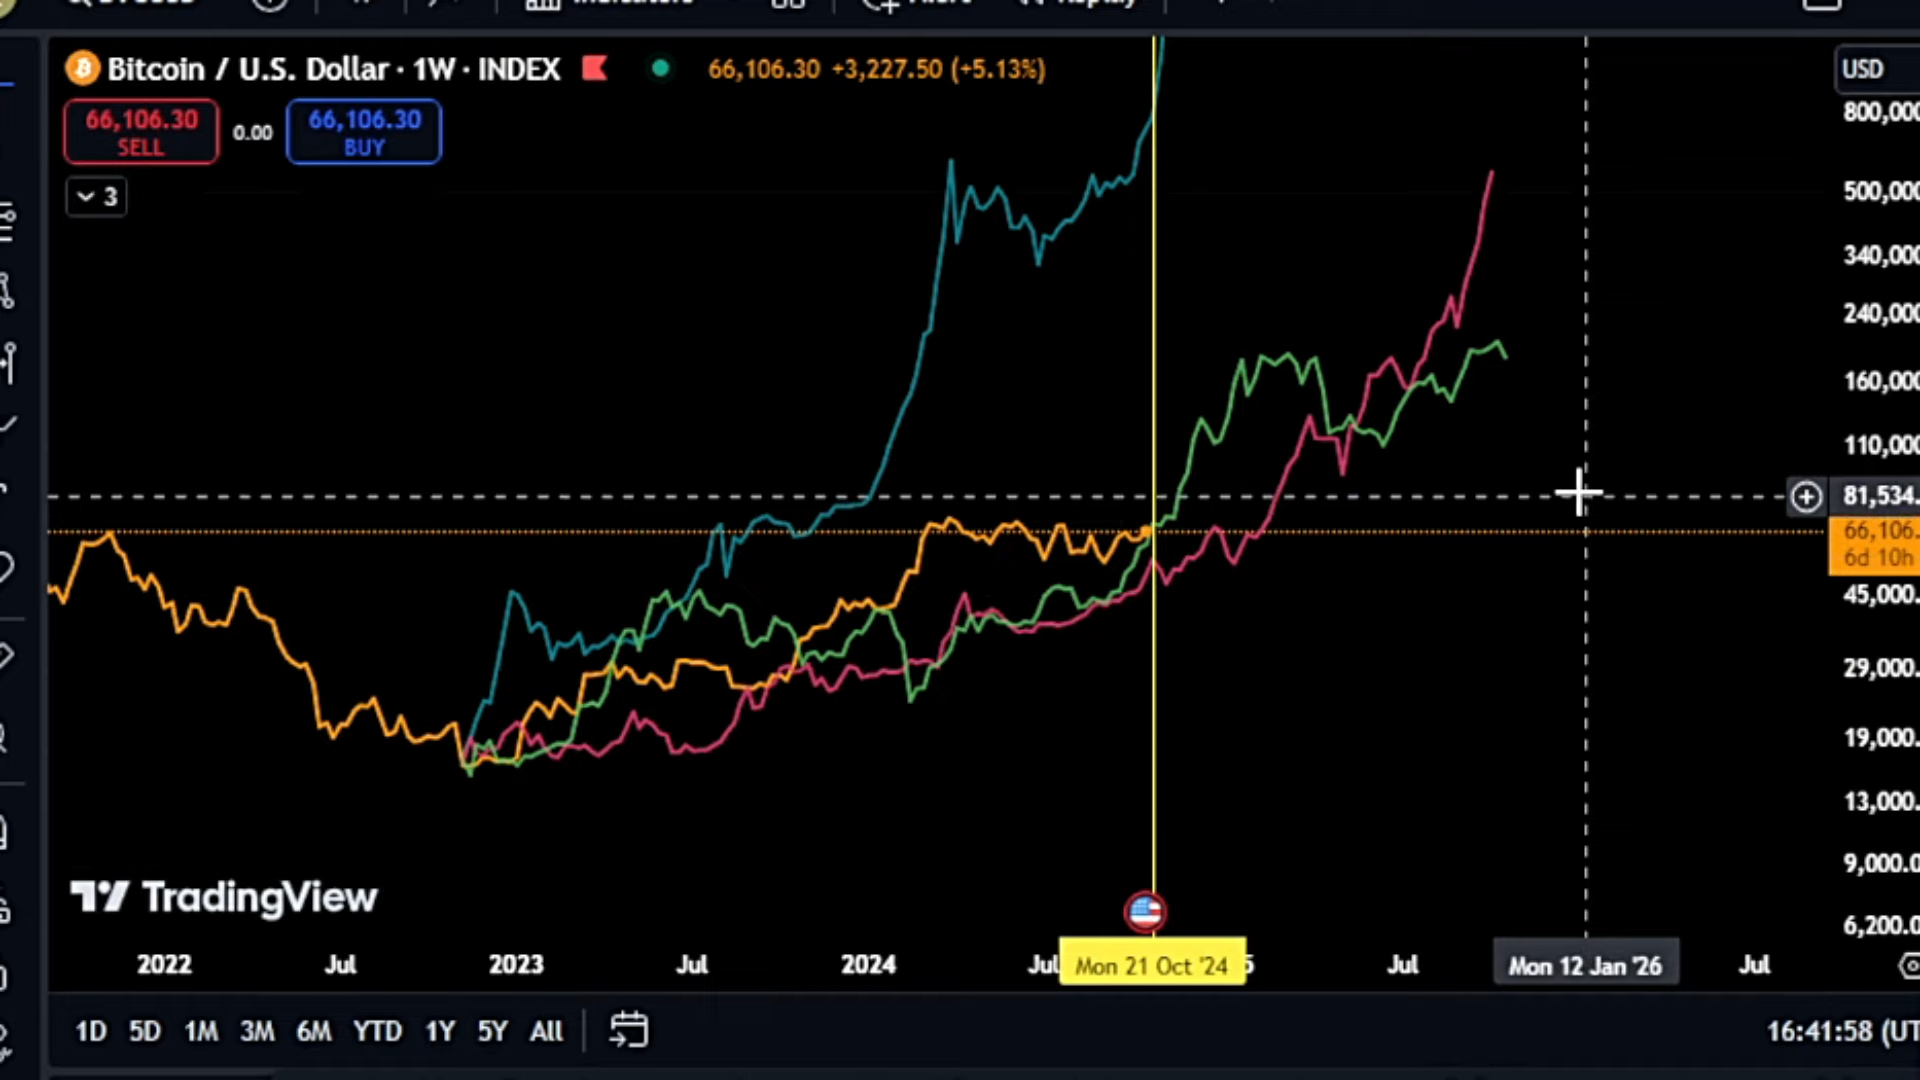 Bitcoin / U.S. Dollar · 1W · INDEX
66,106.30 +3,227.50 (+5.13%)
USD
66,106.30
SELL
0.00
66,106.30
BUY
3
800,000
500,000
340,000
240,000
160,000
110,000
81,534.
66,106.
6d 10h
45,000.
29,000.
19,000.
13,000.
9,000.0
6,200.0
TradingView
2022 Jul 2023 Jul 2024 Jul Mon 21 Oct '24 5 Jul Mon 12 Jan '26 Jul
1D 5D 1M 3M 6M YTD 1Y 5Y All
16:41:58 (UT